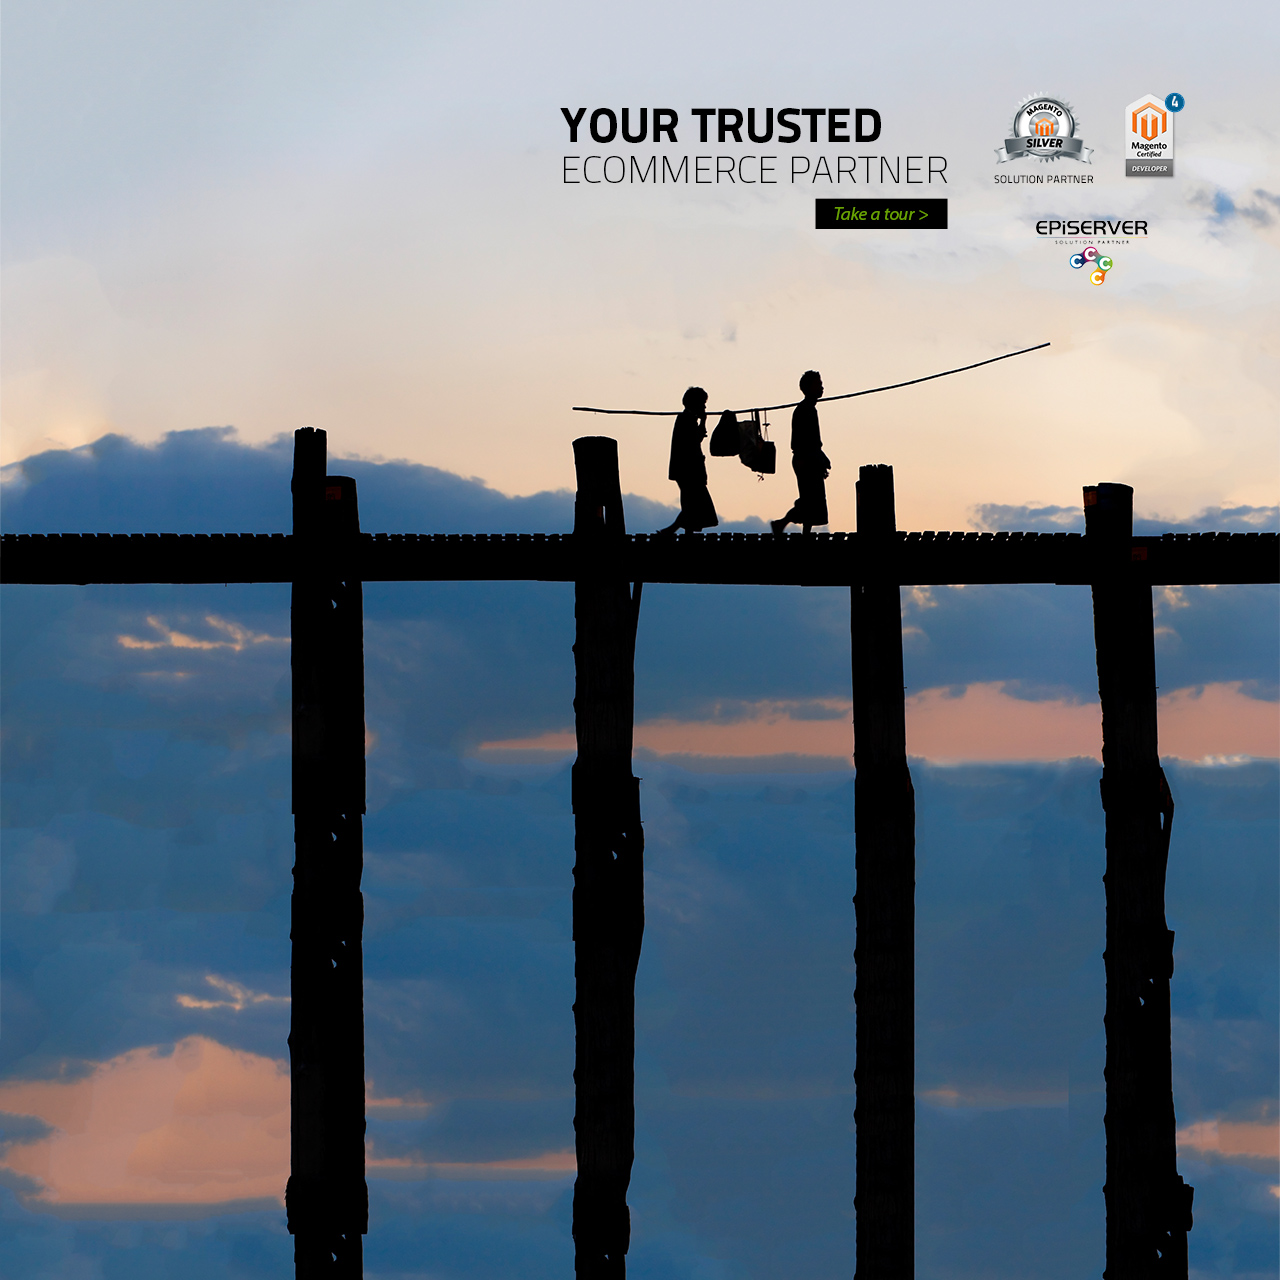 YOUR TRUSTED
ECOMMERCE PARTNER
Take a tour >
MAGENTO
SILVER
SOLUTION PARTNER
4
Magento
Certified
DEVELOPER
EPiSERVER
SOLUTION PARTNER
C C C
C